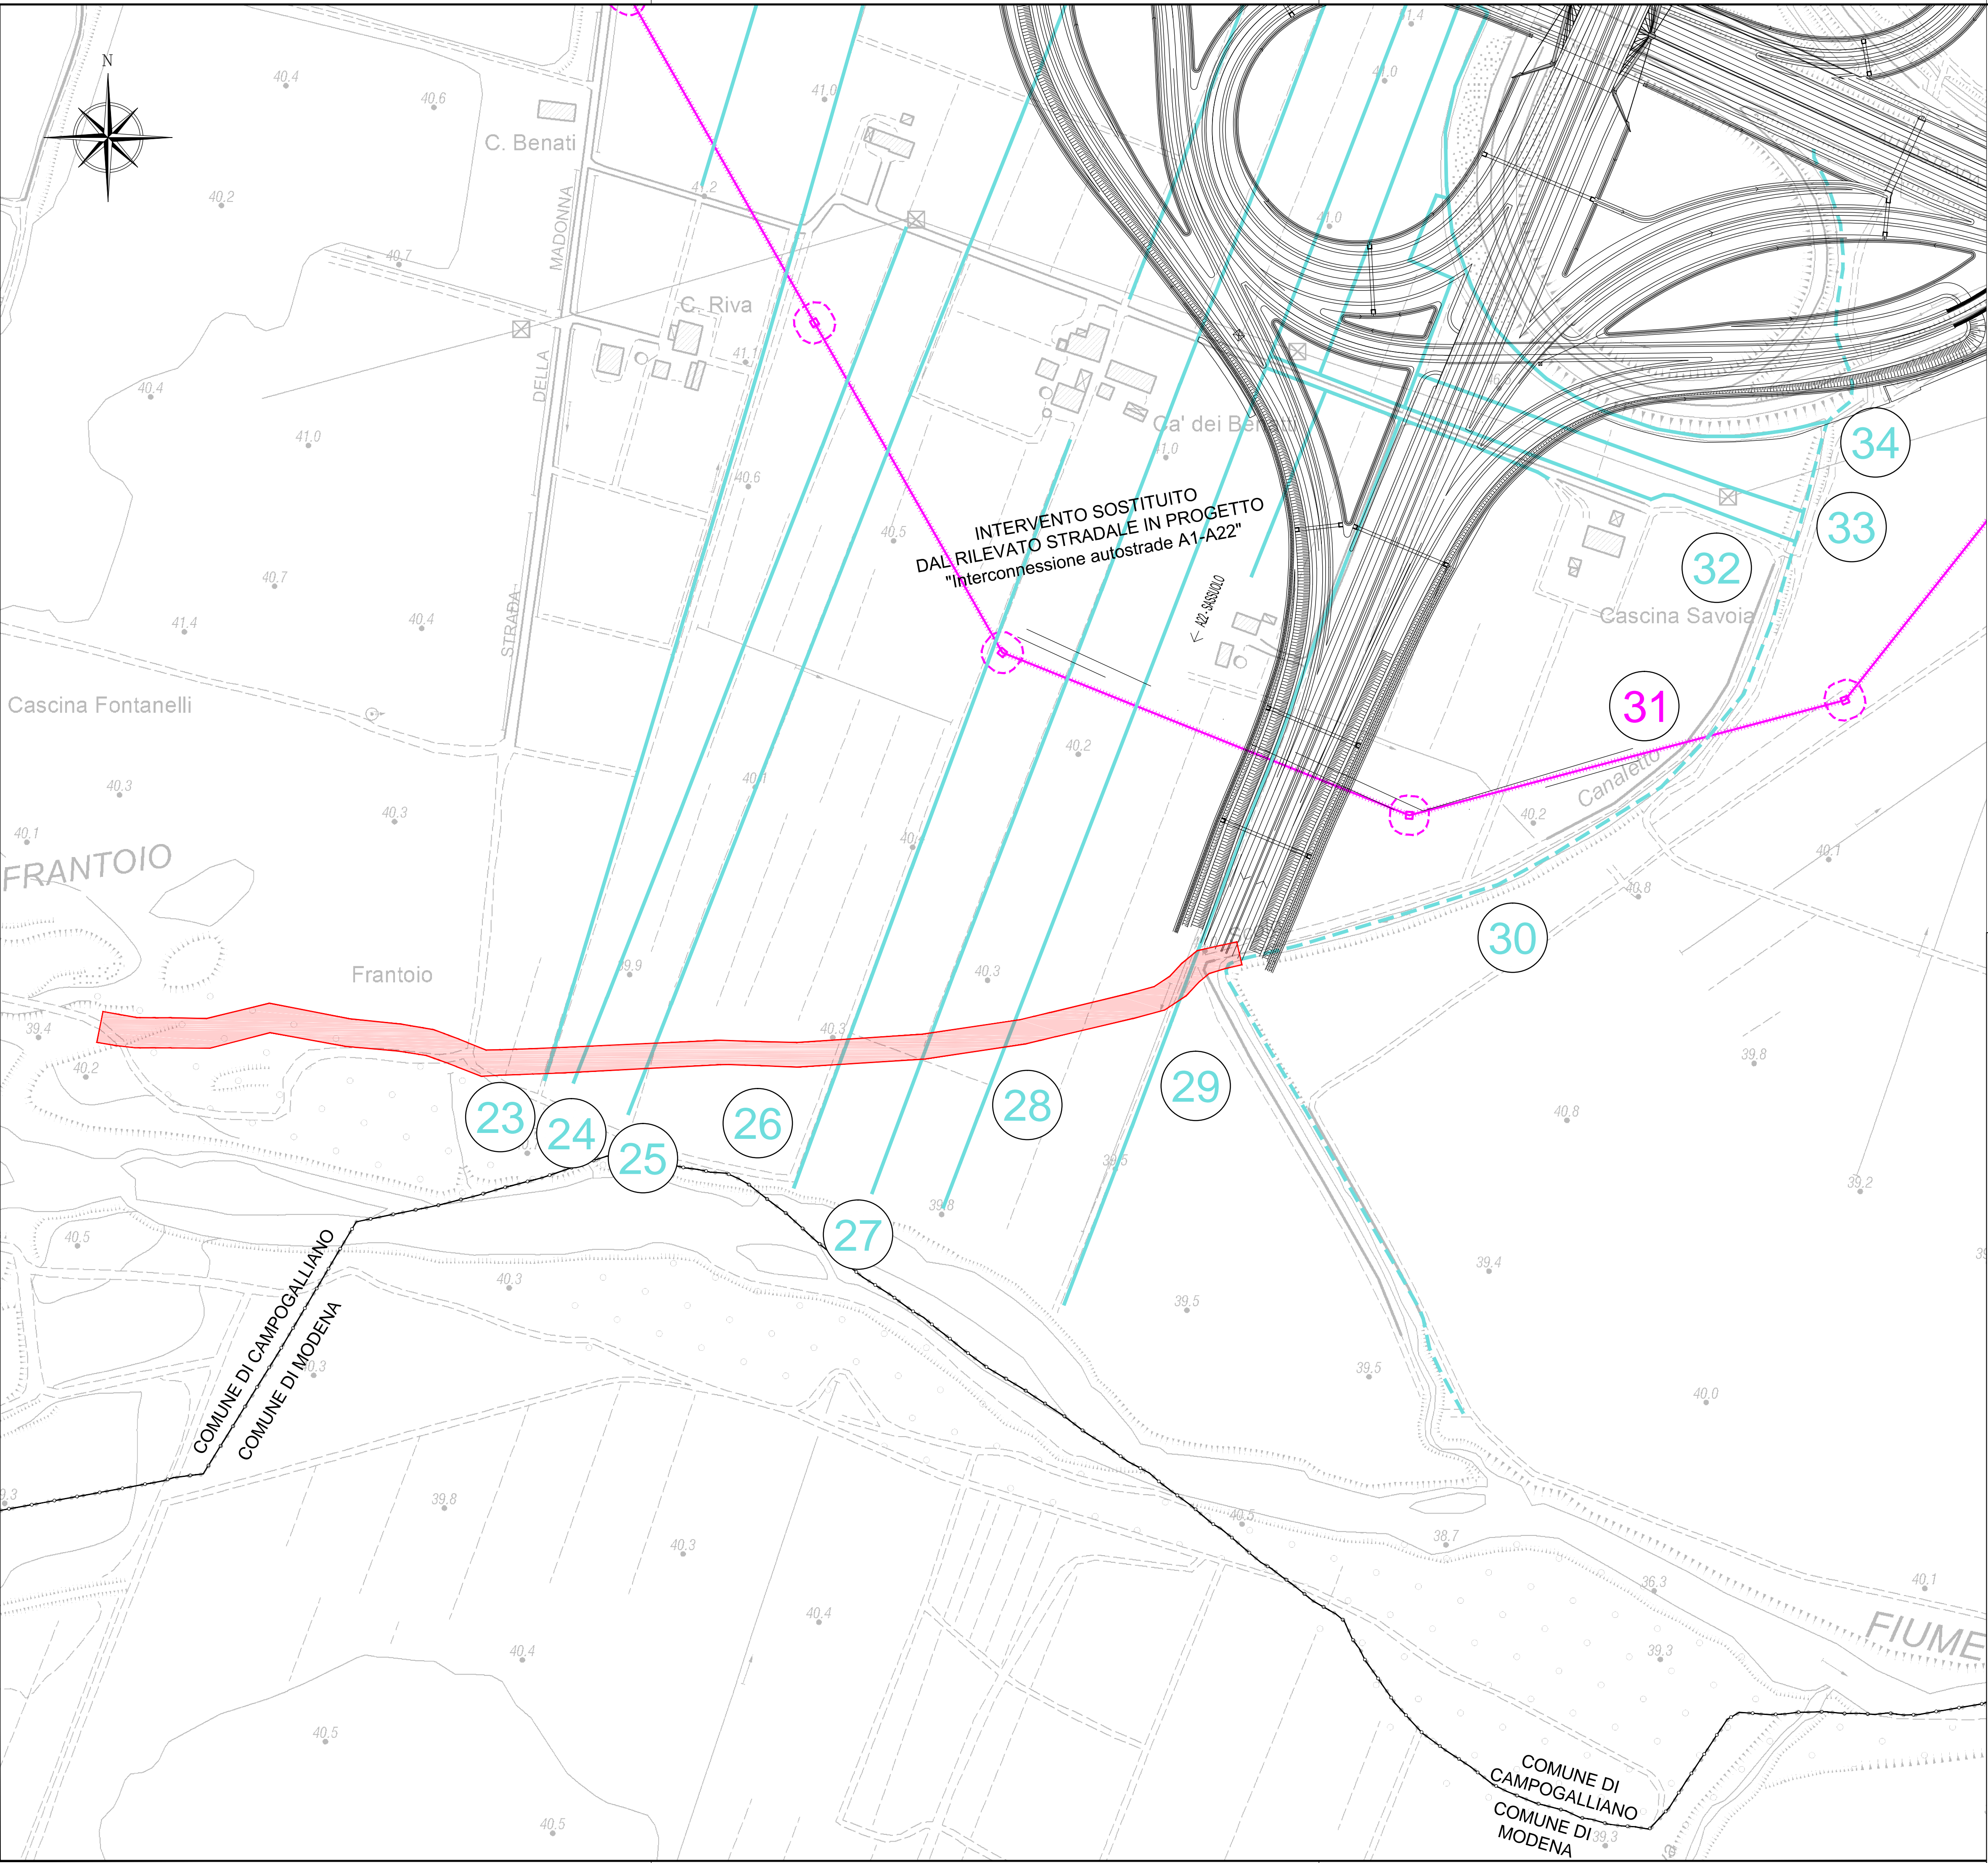 N
40.4
40.6
C. Benati
40.2
41.2
41.0
41.4
41.0
41.0
MADONNA
40.7
C. Riva
41.1
DELLA
40.4
41.0
40.6
40.5
Ca' dei Benatti
41.0
INTERVENTO SOSTITUITO
DAL RILEVATO STRADALE IN PROGETTO
"Interconnessione autostrade A1-A22"
A22 - SASSUOLO
34
33
32
Cascina Savoia
40.7
41.4
40.4
STRADA
Cascina Fontanelli
31
40.2
40.1
40.3
40.3
40.1
Canaletto
40.2
40.1
40.8
FRANTOIO
Frantoio
39.9
40.3
30
39.4
40.2
40.3
39.8
23
24
25
26
28
29
40.8
39.5
39.2
39.8
27
40.5
40.3
39.4
39.5
COMUNE DI CAMPOGALLIANO
COMUNE DI MODENA
39.5
40.0
39.8
40.5
38.7
40.3
36.3
40.1
FIUME
40.4
40.4
39.3
40.5
40.5
COMUNE DI
CAMPOGALLIANO
COMUNE DI
MODENA
39.3